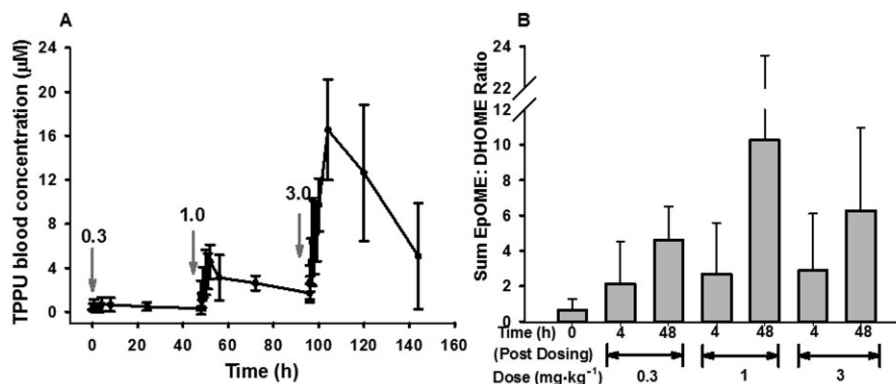 A
TPPU blood concentration (µM)
24
20
16
12
8
4
0
0.3
1.0
3.0
0 20 40 60 80 100 120 140 160
Time (h)
B
Sum EpOME: DHOME Ratio
24
22
10
8
6
4
2
0
Time (h) 0 4 48 4 48 4 48
(Post Dosing)
Dose (mg·kg⁻¹) 0.3 1 3